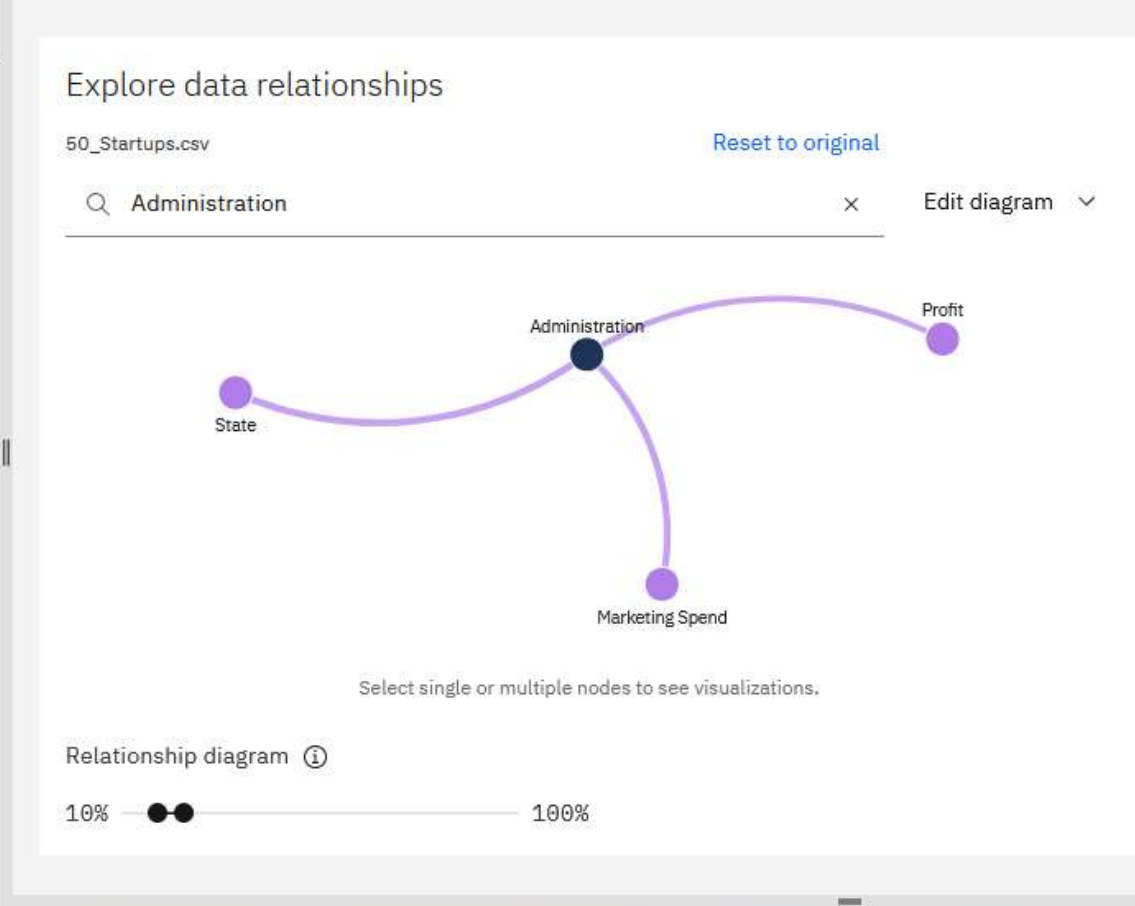 Explore data relationships
50_Startups.csv
Reset to original
Administration
Edit diagram
Profit
Administration
State
Marketing Spend
Select single or multiple nodes to see visualizations.
Relationship diagram
10%
100%